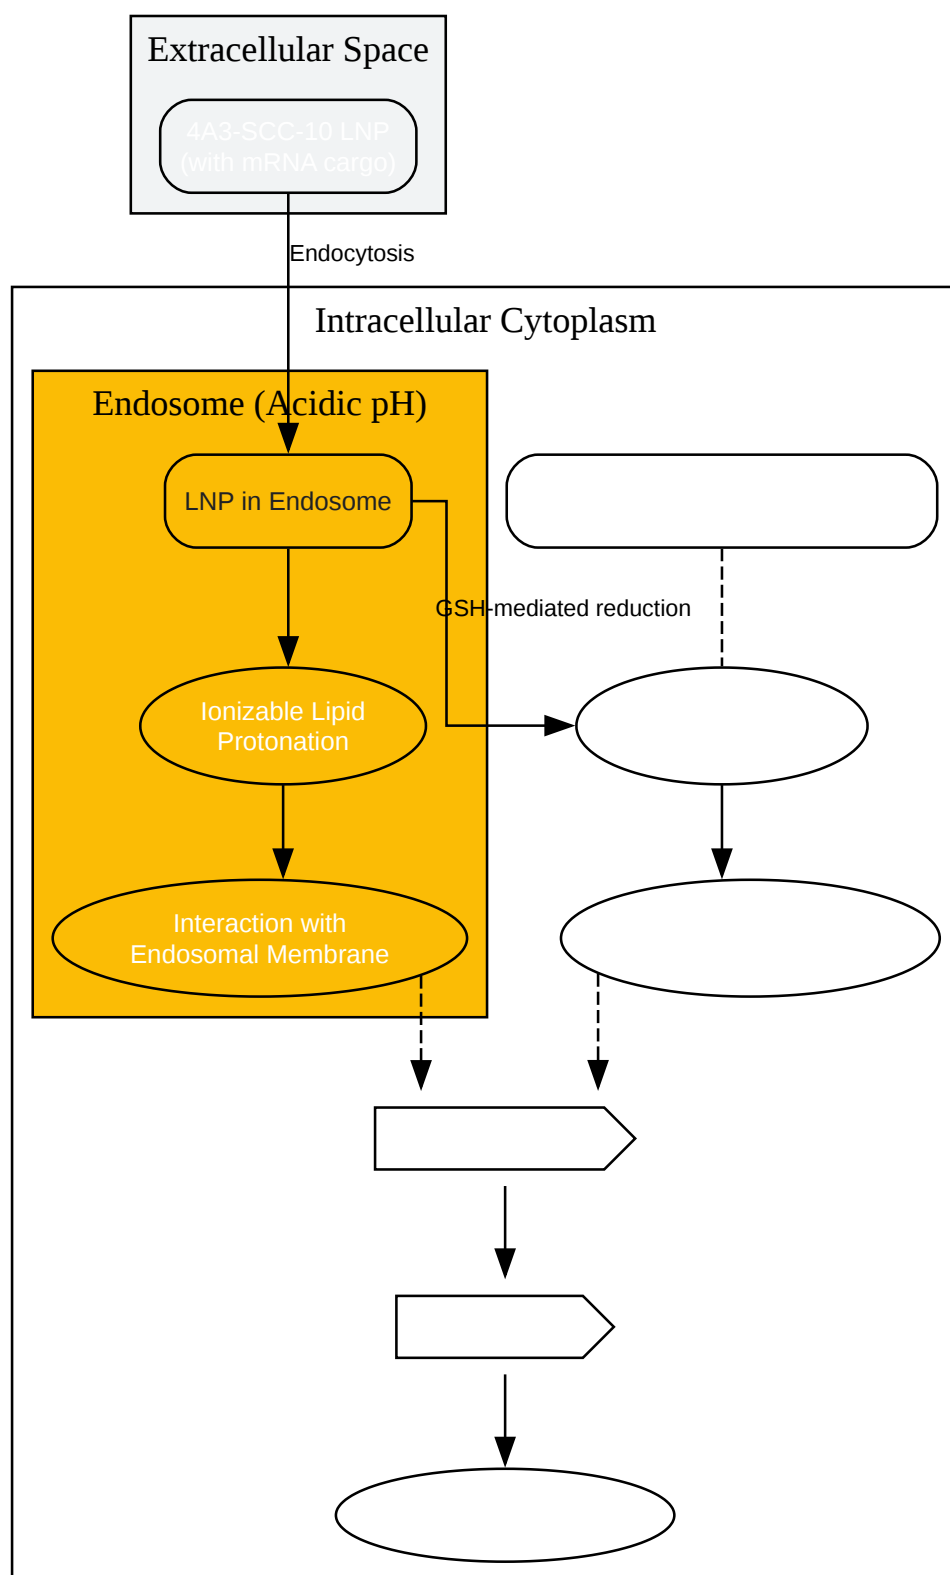 Extracellular Space
4A3-SCC-10 LNP
(with mRNA cargo)
Endocytosis
Intracellular Cytoplasm
Endosome (Acidic pH)
LNP in Endosome
GSH-mediated reduction
Ionizable Lipid
Protonation
Interaction with
Endosomal Membrane